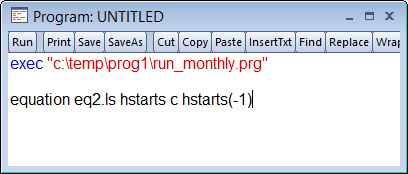 Program: UNTITLED
Run Print Save SaveAs Cut Copy Paste InsertTxt Find Replace Wrap
exec "c:\temp\prog1\run_monthly.prg"
equation eq2.ls hstarts c hstarts(-1)